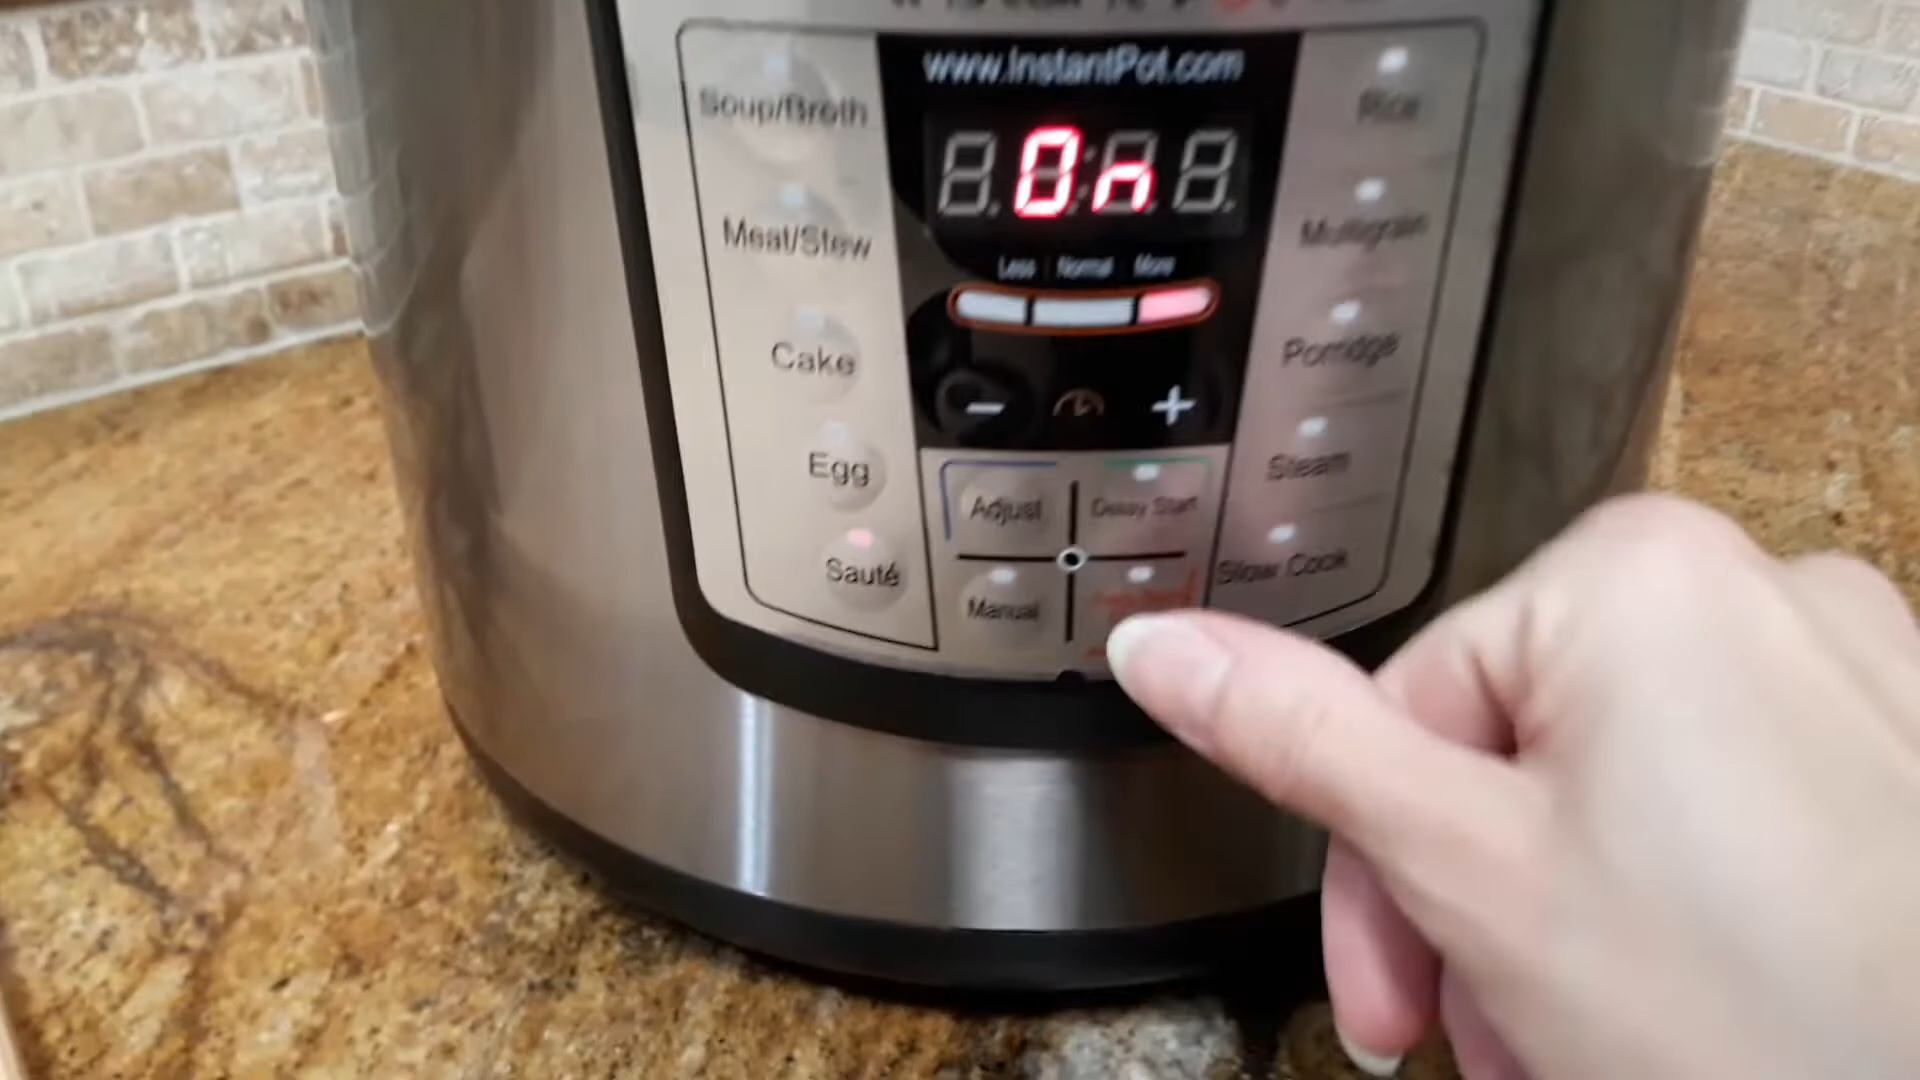 www.InstantPot.com
On
Less Normal More
Soup/Broth
Meat/Stew
Cake
Egg
Sauté
- +
Adjust
Delay Start
Manual
Rice
Multigrain
Porridge
Steam
Slow Cook